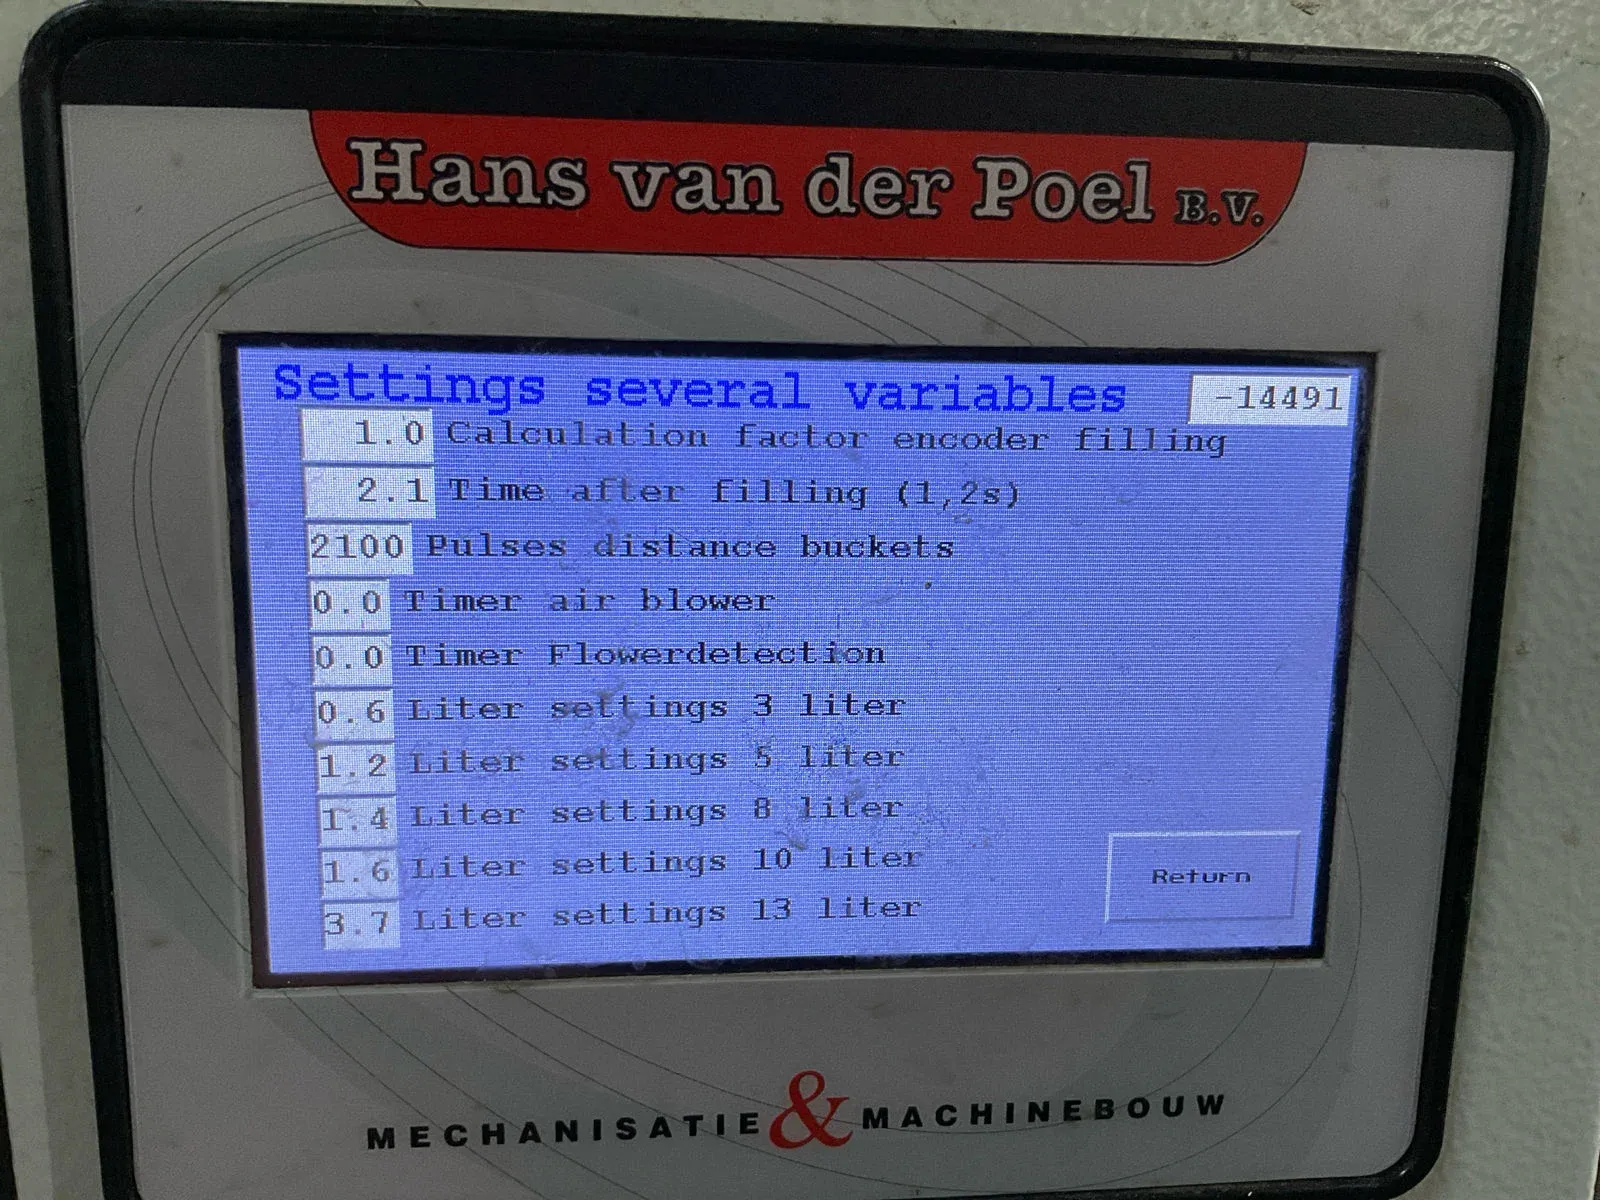 Hans van der Poel B.V.
Settings several variables -14491
1.0 Calculation factor encoder filling
2.1 Time after filling (1,2s)
2100 Pulses distance buckets
0.0 Timer air blower
0.0 Timer Flowerdetection
0.6 Liter settings 3 liter
1.2 Liter settings 5 liter
1.4 Liter settings 8 liter
1.6 Liter settings 10 liter
3.7 Liter settings 13 liter
Return
MECHANISATIE & MACHINEBOUW